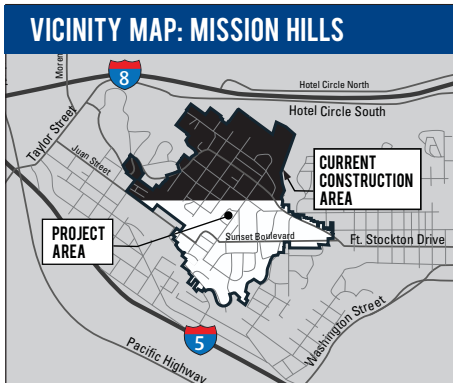 VICINITY MAP: MISSION HILLS
Moren
8
Hotel Circle North
Hotel Circle South
Taylor Street
Juan Street
CURRENT
CONSTRUCTION
AREA
PROJECT
AREA
Sunset Boulevard
Ft. Stockton Drive
5
Washington Street
Pacific Highway